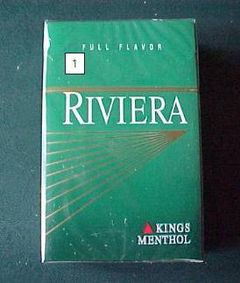 FULL FLAVOR
1
RIVIERA
KINGS
MENTHOL